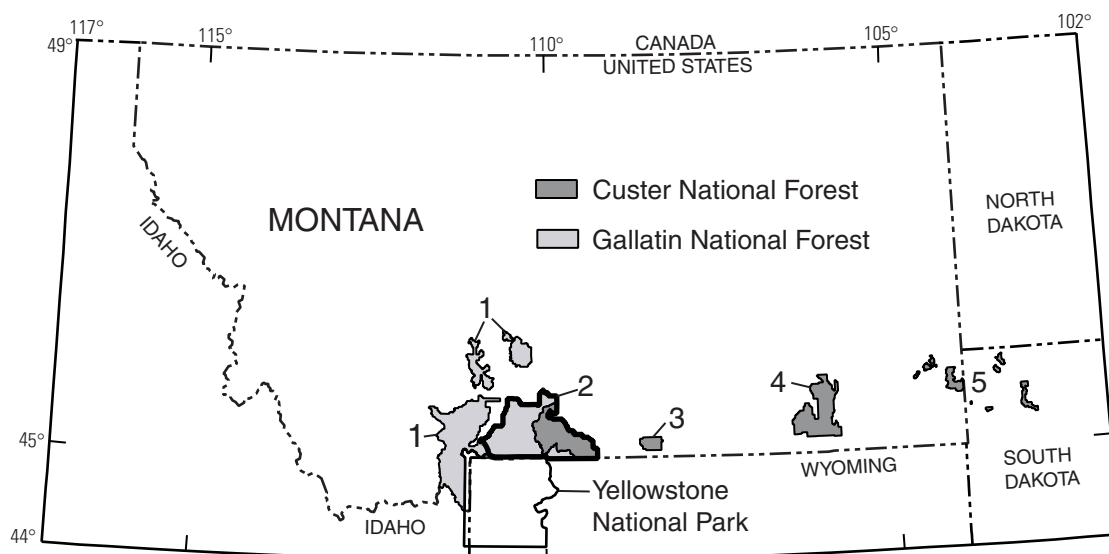 117°
49°
115°
110°
105°
102°
CANADA
UNITED STATES
Custer National Forest
Gallatin National Forest
MONTANA
IDAHO
NORTH
DAKOTA
1
2
1
3
4
5
45°
WYOMING
SOUTH
DAKOTA
Yellowstone
National Park
IDAHO
44°